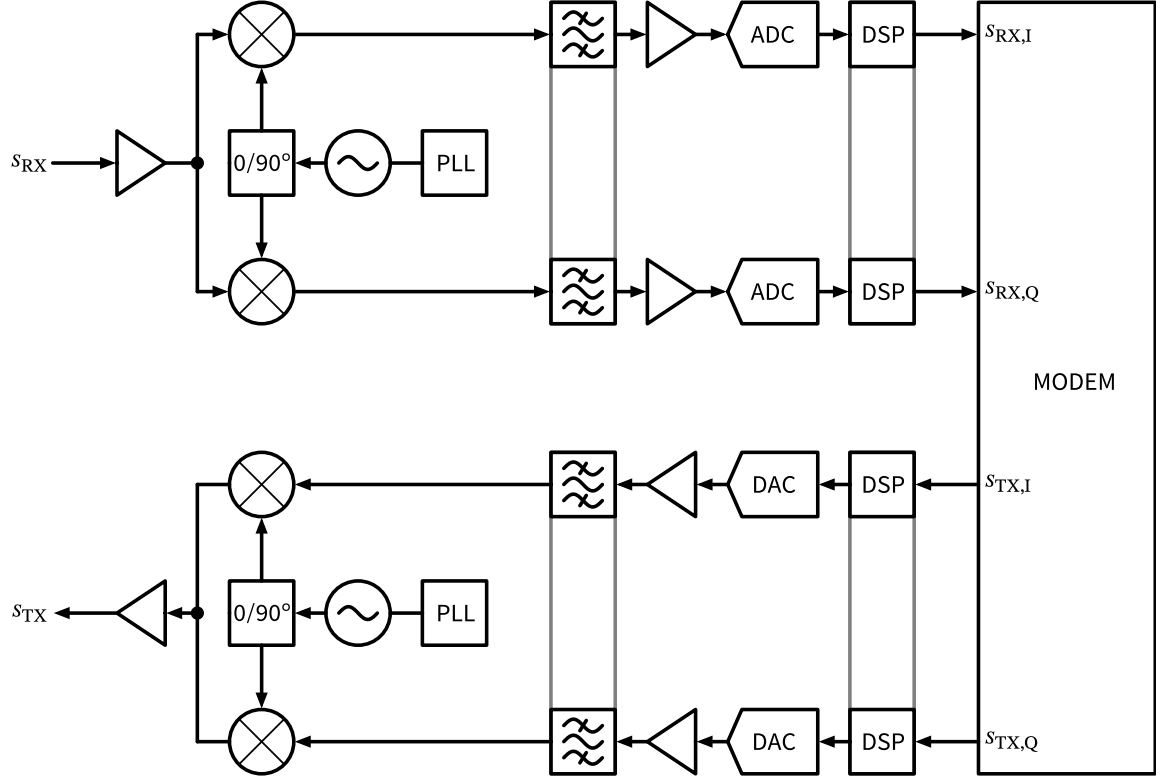 ADC DSP s_RX,I
s_RX 0/90° PLL
ADC DSP s_RX,Q
MODEM
DAC DSP s_TX,I
s_TX 0/90° PLL
DAC DSP s_TX,Q